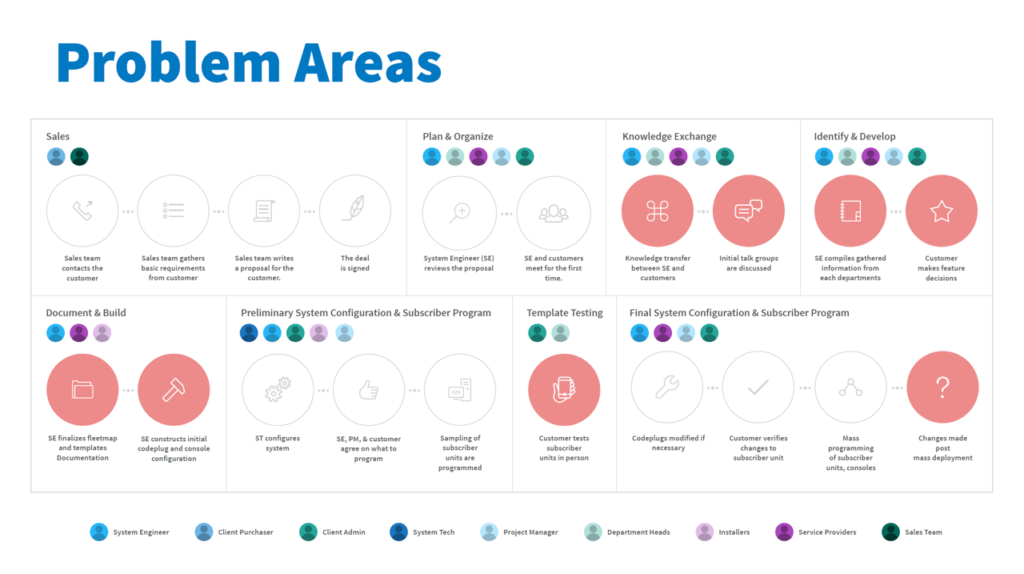 Problem Areas
Sales
Plan & Organize
Knowledge Exchange
Identify & Develop
Sales team
contacts the
customer
Sales team gathers
basic requirements
from customer
Sales team writes
a proposal for the
customer.
The deal
is signed
System Engineer (SE)
reviews the proposal
SE and customers
meet for the first
time.
Knowledge transfer
between SE and
customers
Initial talk groups
are discussed
SE compiles gathered
information from
each departments
Customer
makes feature
decisions
Document & Build
Preliminary System Configuration & Subscriber Program
Template Testing
Final System Configuration & Subscriber Program
SE finalizes fleetmap
and templates
Documentation
SE constructs initial
codeplug and console
configuration
ST configures
system
SE, PM, & customer
agree on what to
program
Sampling of
subscriber
units are
programmed
Customer tests
subscriber
units in person
Codeplugs modified if
necessary
Customer verifies
changes to
subscriber unit
Mass
programming
of subscriber
units, consoles
Changes made
post
mass deployment
System Engineer
Client Purchaser
Client Admin
System Tech
Project Manager
Department Heads
Installers
Service Providers
Sales Team